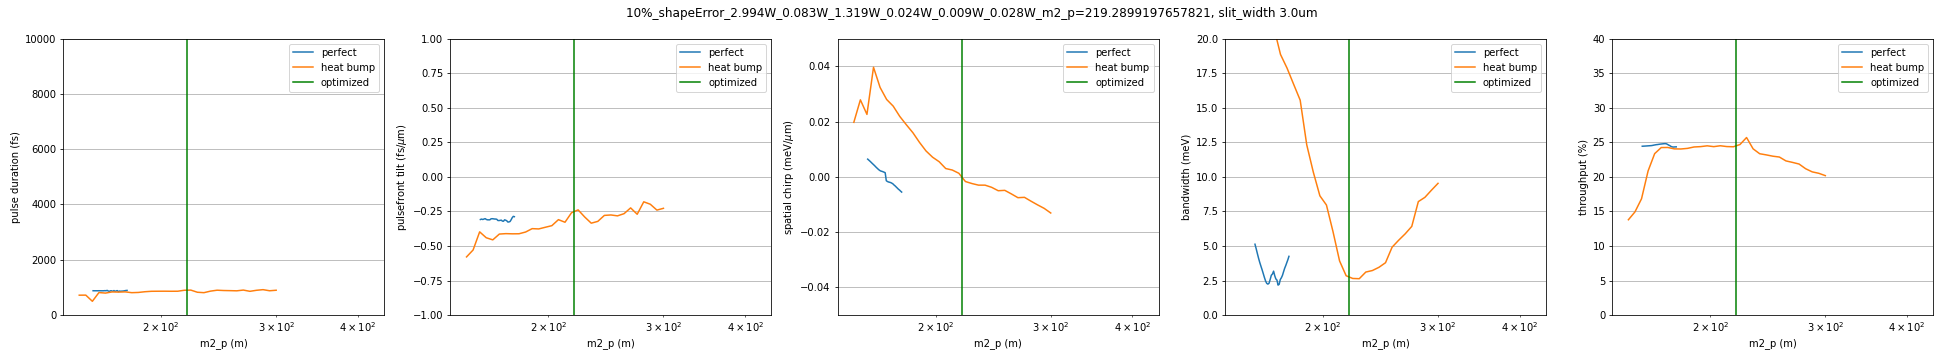 10%_shapeError_2.994W_0.083W_1.319W_0.024W_0.009W_0.028W_m2_p=219.2899197657821, slit_width 3.0um
pulse duration (fs)
10000
8000
6000
4000
2000
0
perfect
heat bump
optimized
2 × 10²
3 × 10²
4 × 10²
m2_p (m)
pulsefront tilt (fs/μm)
1.00
0.75
0.50
0.25
0.00
−0.25
−0.50
−0.75
−1.00
perfect
heat bump
optimized
2 × 10²
3 × 10²
4 × 10²
m2_p (m)
spatial chirp (meV/μm)
0.04
0.02
0.00
−0.02
−0.04
perfect
heat bump
optimized
2 × 10²
3 × 10²
4 × 10²
m2_p (m)
bandwidth (meV)
20.0
17.5
15.0
12.5
10.0
7.5
5.0
2.5
0.0
perfect
heat bump
optimized
2 × 10²
3 × 10²
4 × 10²
m2_p (m)
throughput (%)
40
35
30
25
20
15
10
5
0
perfect
heat bump
optimized
2 × 10²
3 × 10²
4 × 10²
m2_p (m)